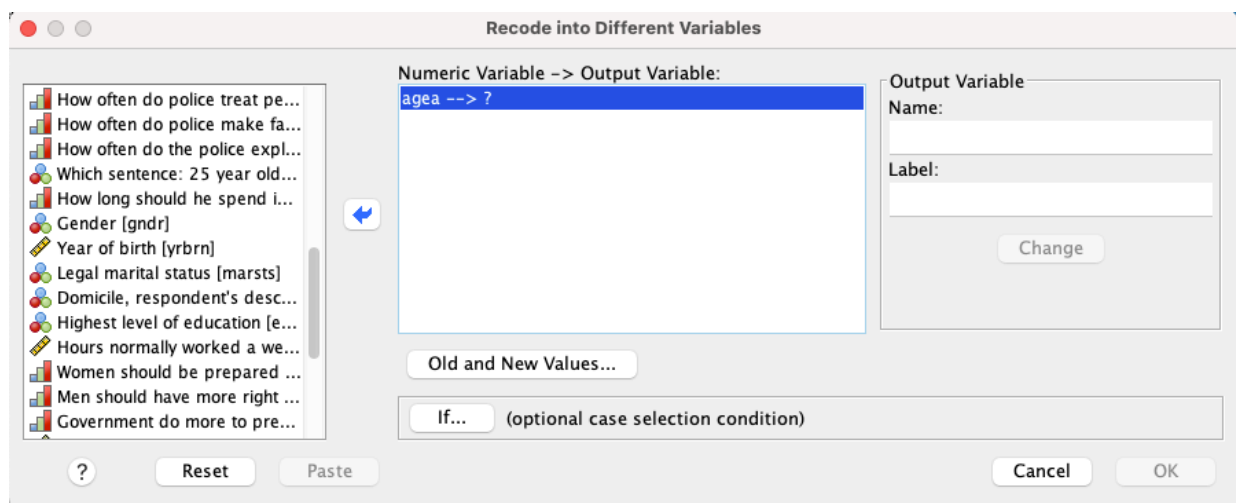 Recode into Different Variables
How often do police treat pe...
How often do police make fa...
How often do the police expl...
Which sentence: 25 year old...
How long should he spend i...
Gender [gndr]
Year of birth [yrbrn]
Legal marital status [marsts]
Domicile, respondent's desc...
Highest level of education [e...
Hours normally worked a we...
Women should be prepared ...
Men should have more right ...
Government do more to pre...
Numeric Variable -> Output Variable:
agea --> ?
Old and New Values...
If... (optional case selection condition)
Output Variable
Name:
Label:
Change
? Reset Paste Cancel OK